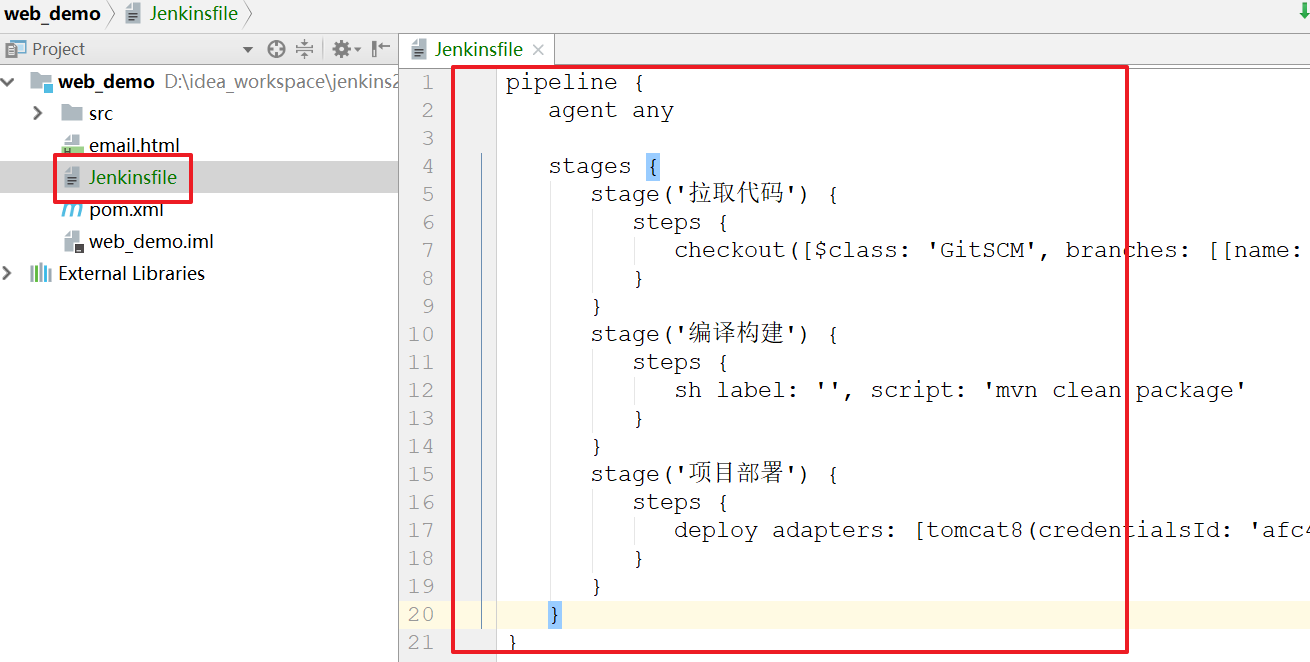 web_demo Jenkinsfile
Project
Jenkinsfile
web_demo D:\idea_workspace\jenkins2
src
email.html
Jenkinsfile
pom.xml
web_demo.iml
External Libraries
1 pipeline {
2 agent any
3
4 stages {
5 stage('拉取代码') {
6 steps {
7 checkout([$class: 'GitSCM', branches: [[name:
8 }
9 }
10 stage('编译构建') {
11 steps {
12 sh label: '', script: 'mvn clean package'
13 }
14 }
15 stage('项目部署') {
16 steps {
17 deploy adapters: [tomcat8(credentialsId: 'afc4
18 }
19 }
20 }
21 }